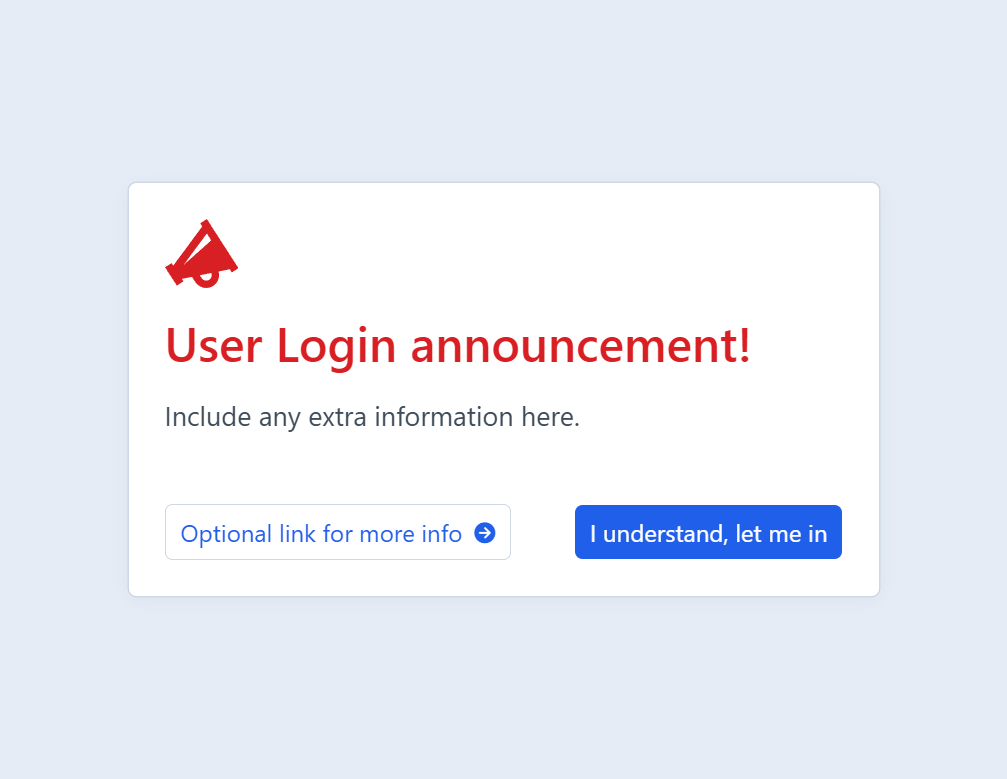 User Login announcement!
Include any extra information here.
Optional link for more info
I understand, let me in